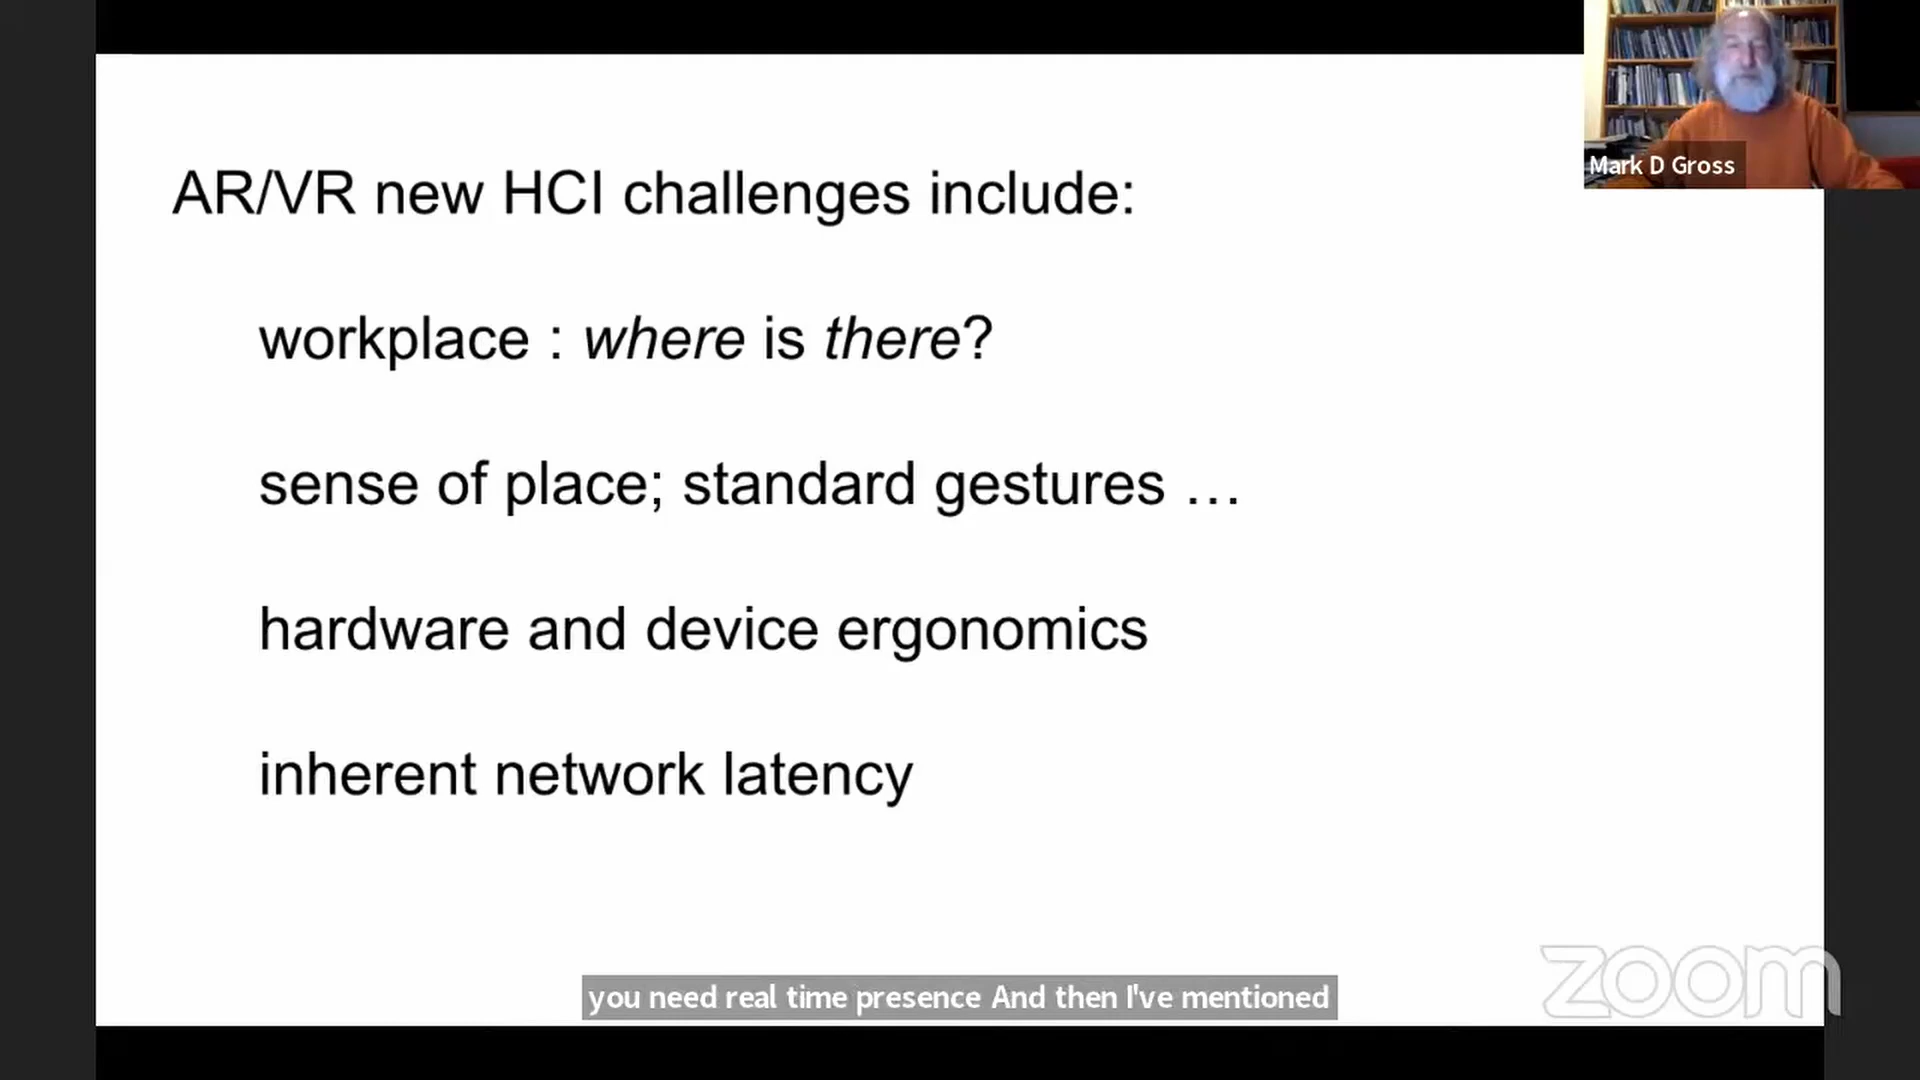 Mark D Gross
AR/VR new HCI challenges include:
workplace : where is there?
sense of place; standard gestures …
hardware and device ergonomics
inherent network latency
you need real time presence And then I've mentioned
zoom